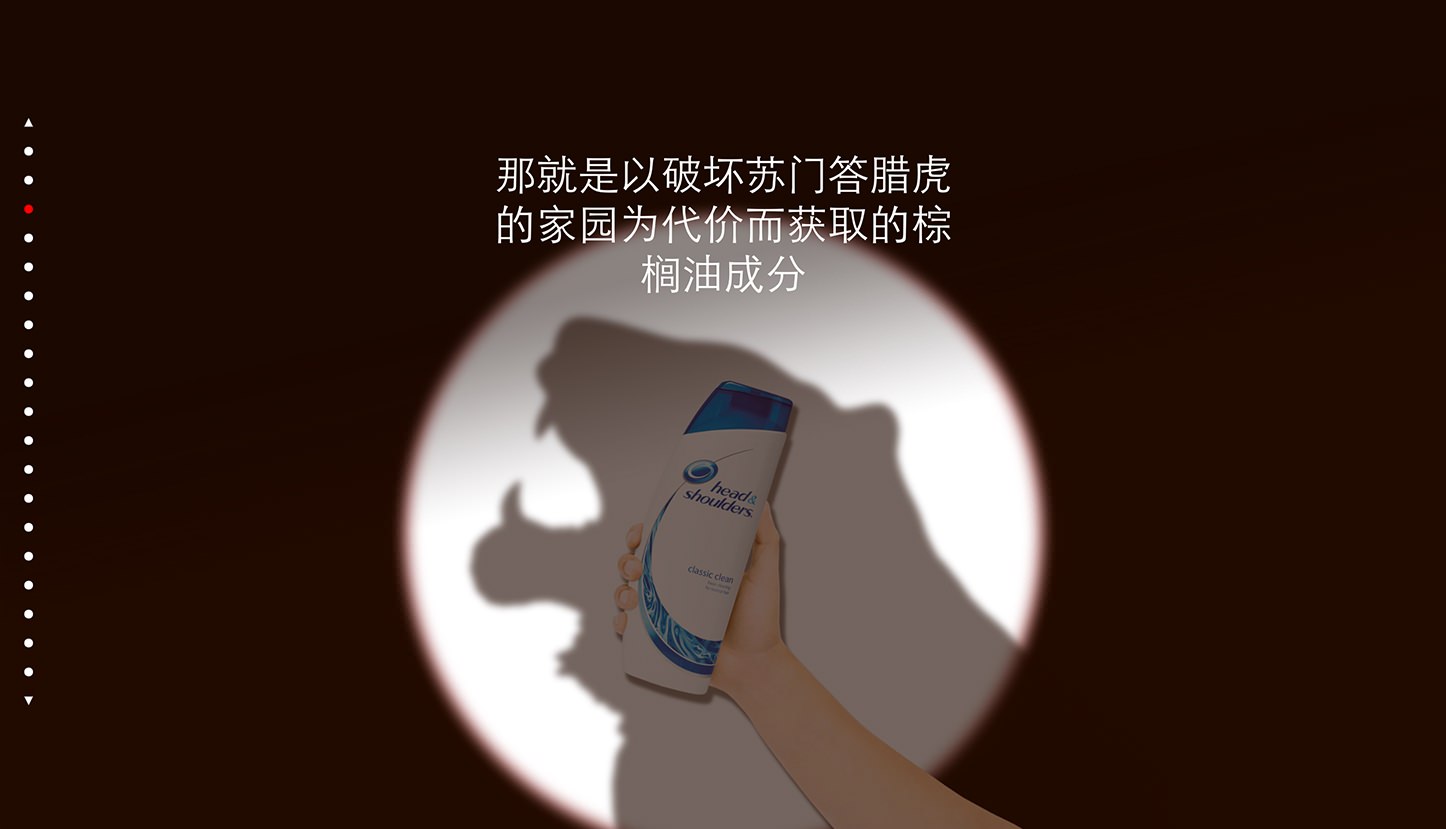 那就是以破坏苏门答腊虎
的家园为代价而获取的棕
榈油成分
head&
shoulders
classic clean